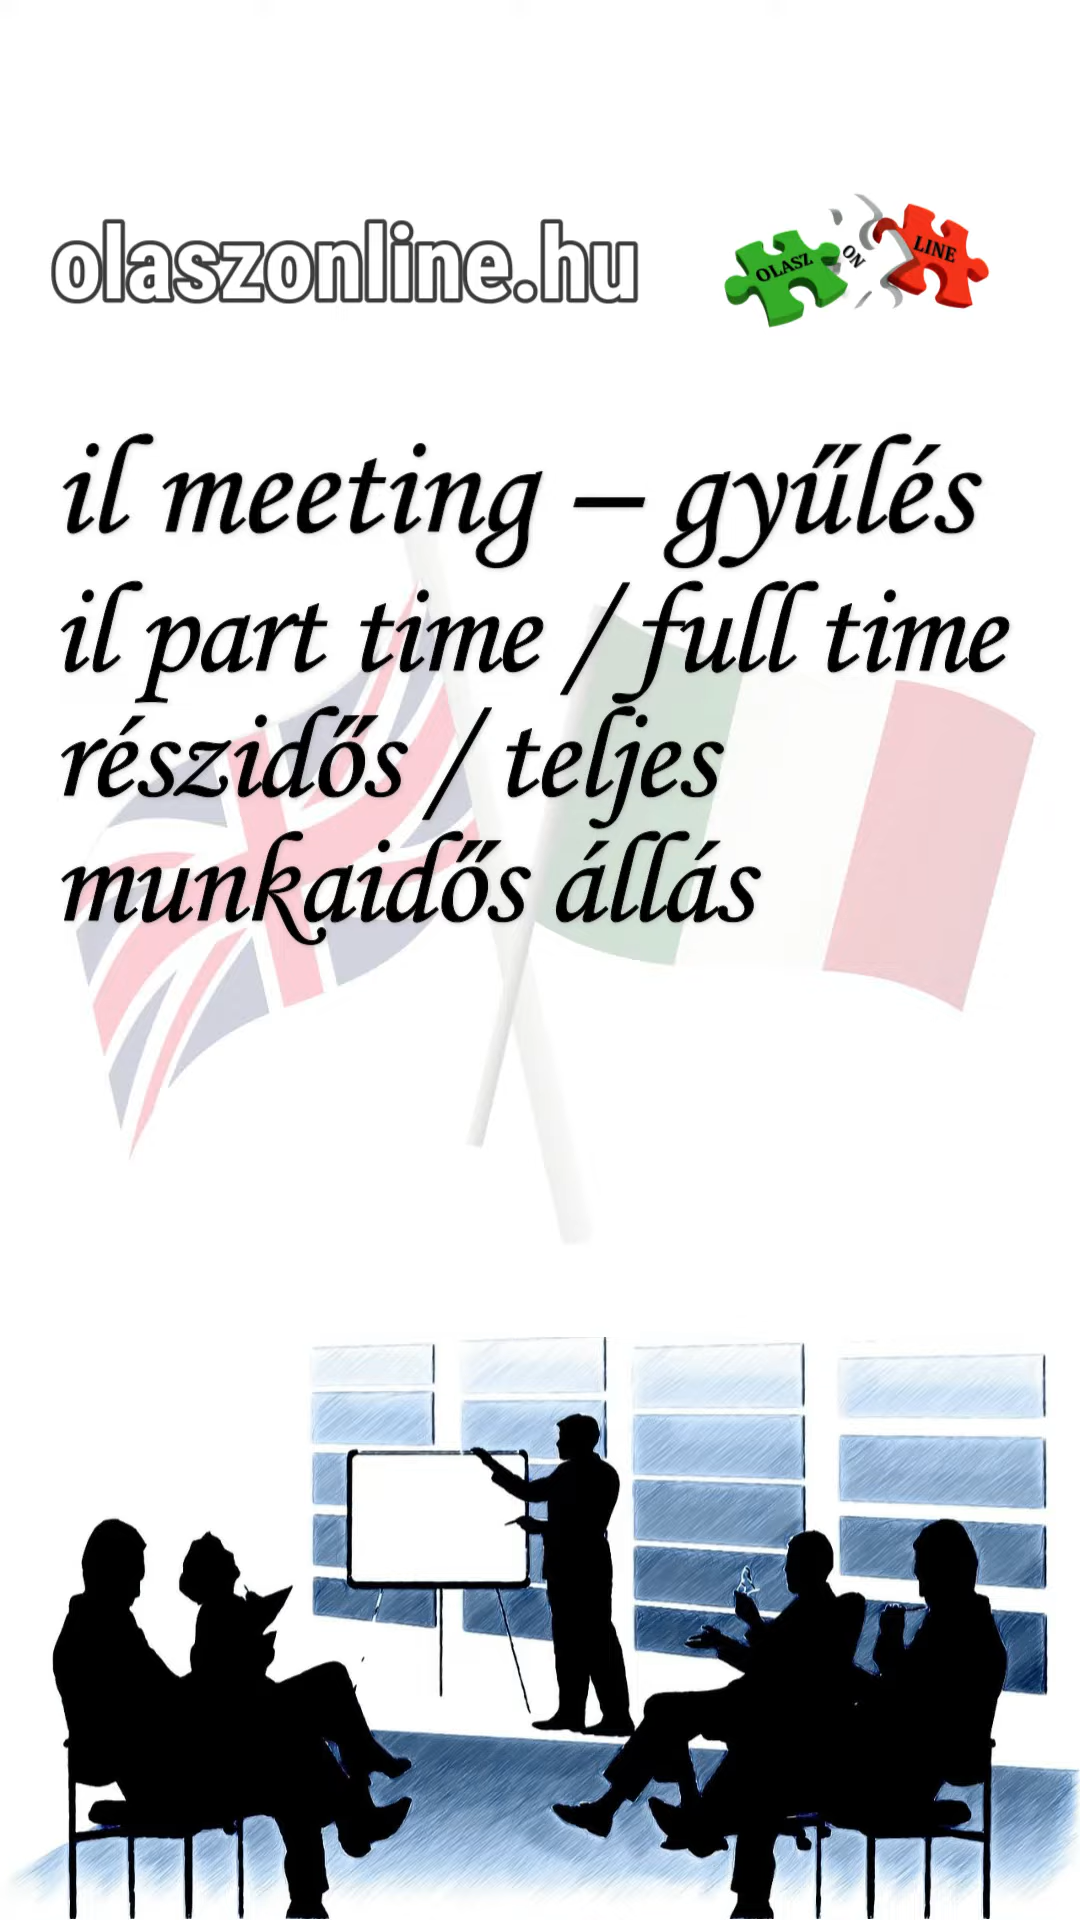 olaszonline.hu
OLASZ ON LINE
il meeting – gyűlés
il part time / full time
részidős / teljes
munkaidős állás